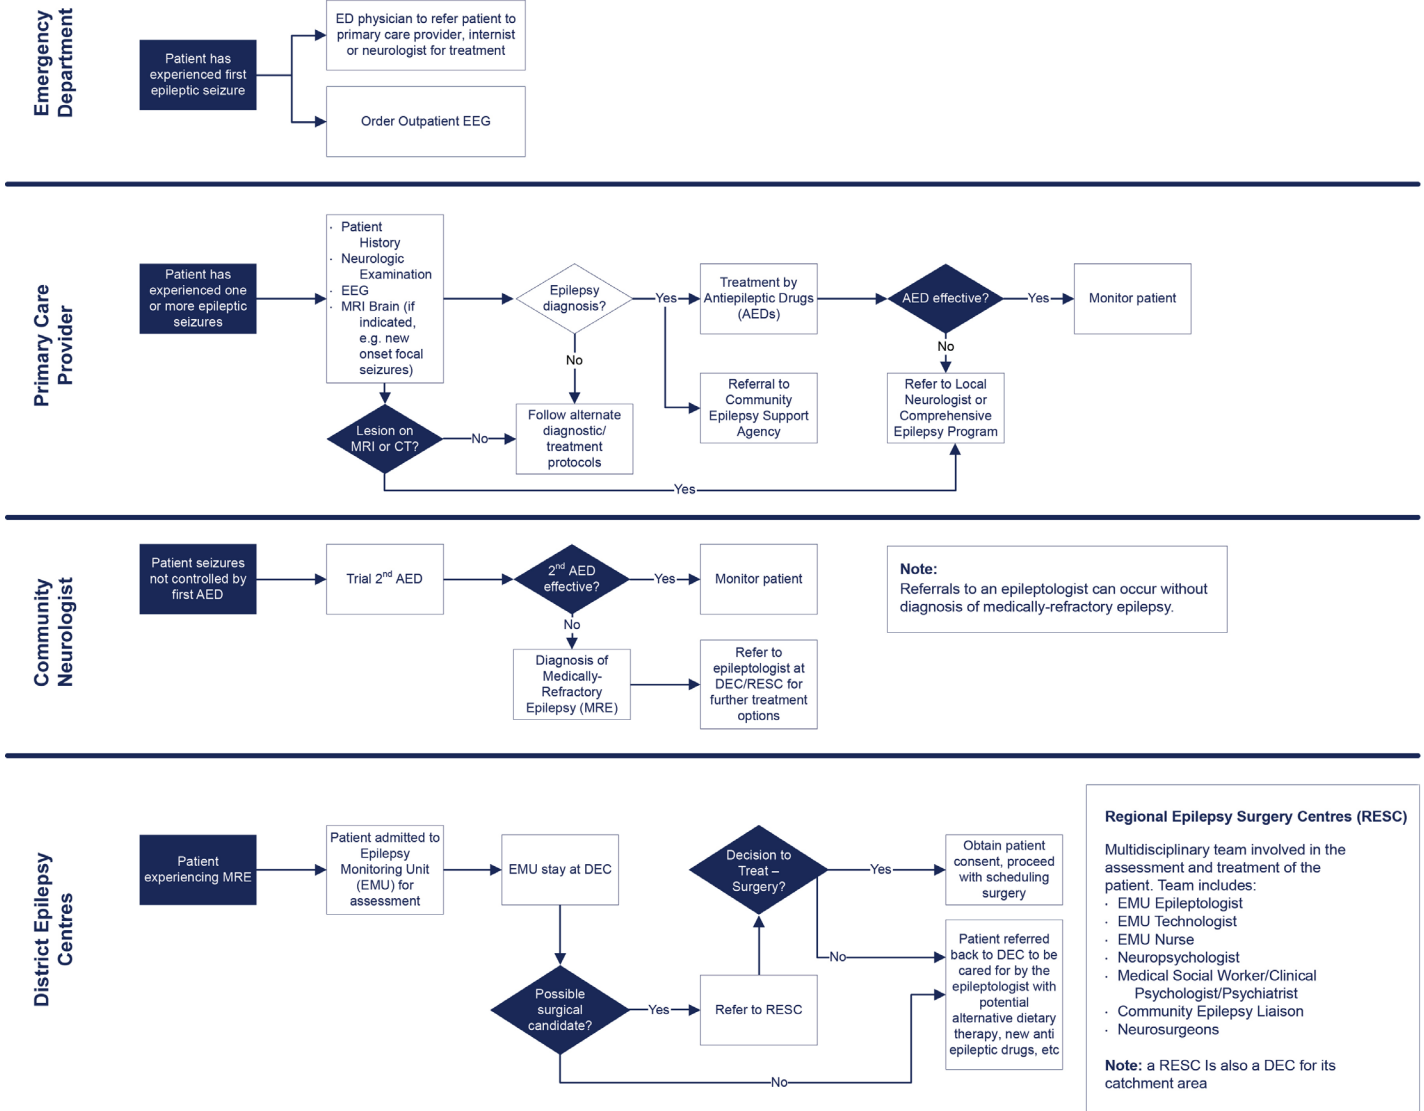 Emergency
Department
Patient has
experienced first
epileptic seizure
ED physician to refer patient to
primary care provider, internist
or neurologist for treatment
Order Outpatient EEG
Primary Care
Provider
Patient has
experienced one
or more epileptic
seizures
· Patient
History
· Neurologic
Examination
· EEG
· MRI Brain (if
indicated,
e.g. new
onset focal
seizures)
Epilepsy
diagnosis?
Yes
No
Treatment by
Antiepileptic Drugs
(AEDs)
AED effective?
Yes
Monitor patient
No
Lesion on
MRI or CT?
No
Follow alternate
diagnostic/
treatment
protocols
Referral to
Community
Epilepsy Support
Agency
Refer to Local
Neurologist or
Comprehensive
Epilepsy Program
Yes
Community
Neurologist
Patient seizures
not controlled by
first AED
Trial 2nd AED
2nd AED
effective?
Yes
Monitor patient
No
Diagnosis of
Medically-
Refractory
Epilepsy (MRE)
Refer to
epileptologist at
DEC/RESC for
further treatment
options
Note:
Referrals to an epileptologist can occur without
diagnosis of medically-refractory epilepsy.
District Epilepsy
Centres
Patient
experiencing MRE
Patient admitted to
Epilepsy
Monitoring Unit
(EMU) for
assessment
EMU stay at DEC
Possible
surgical
candidate?
Yes
Refer to RESC
Decision to
Treat –
Surgery?
Yes
Obtain patient
consent, proceed
with scheduling
surgery
No
Patient referred
back to DEC to be
cared for by the
epileptologist with
potential
alternative dietary
therapy, new anti
epileptic drugs, etc
No
Regional Epilepsy Surgery Centres (RESC)
Multidisciplinary team involved in the
assessment and treatment of the
patient. Team includes:
· EMU Epileptologist
· EMU Technologist
· EMU Nurse
· Neuropsychologist
· Medical Social Worker/Clinical
Psychologist/Psychiatrist
· Community Epilepsy Liaison
· Neurosurgeons
Note: a RESC Is also a DEC for its
catchment area